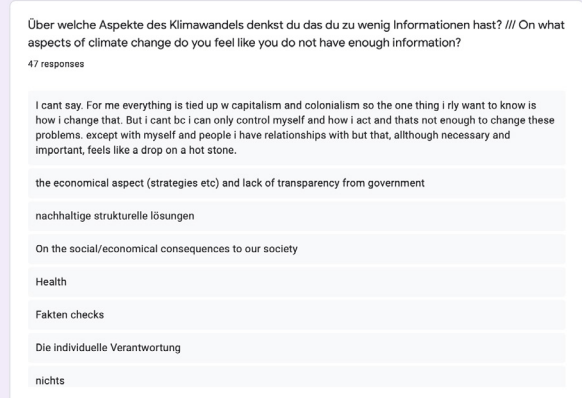 Über welche Aspekte des Klimawandels denkst du das du zu wenig Informationen hast? /// On what
aspects of climate change do you feel like you do not have enough information?
47 responses
I cant say. For me everything is tied up w capitalism and colonialism so the one thing i rly want to know is
how i change that. But i cant bc i can only control myself and how i act and thats not enough to change these
problems. except with myself and people i have relationships with but that, allthough necessary and
important, feels like a drop on a hot stone.
the economical aspect (strategies etc) and lack of transparency from government
nachhaltige strukturelle lösungen
On the social/economical consequences to our society
Health
Fakten checks
Die individuelle Verantwortung
nichts